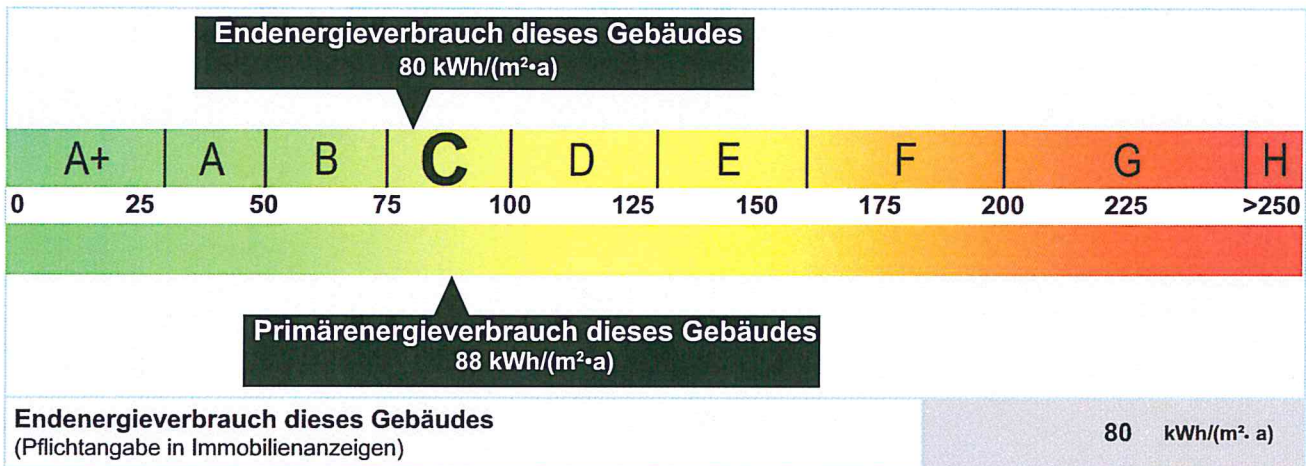 Endenergieverbrauch dieses Gebäudes
80 kWh/(m²•a)
A+ A B C D E F G H
0 25 50 75 100 125 150 175 200 225 >250
Primärenergieverbrauch dieses Gebäudes
88 kWh/(m²•a)
Endenergieverbrauch dieses Gebäudes
(Pflichtangabe in Immobilienanzeigen)
80 kWh/(m²· a)